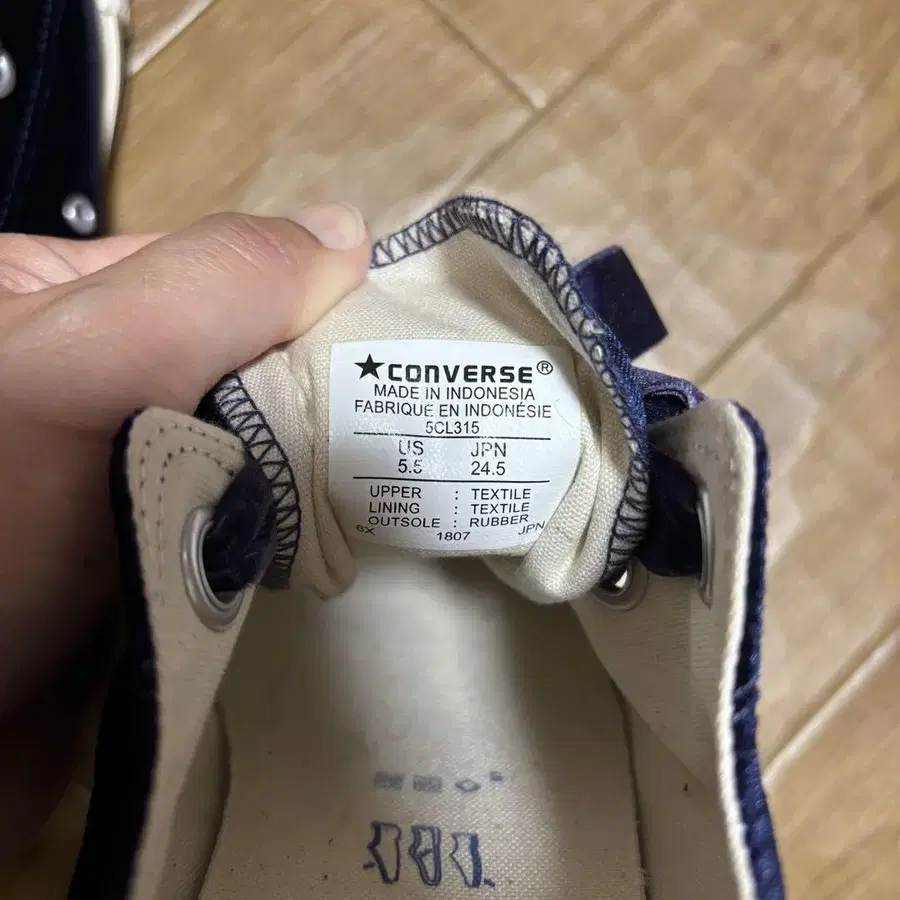 ★CONVERSE®
MADE IN INDONESIA
FABRIQUE EN INDONÉSIE
5CL315
US JPN
5.5 24.5
UPPER : TEXTILE
LINING : TEXTILE
OUTSOLE : RUBBER
6X 1807 JPN